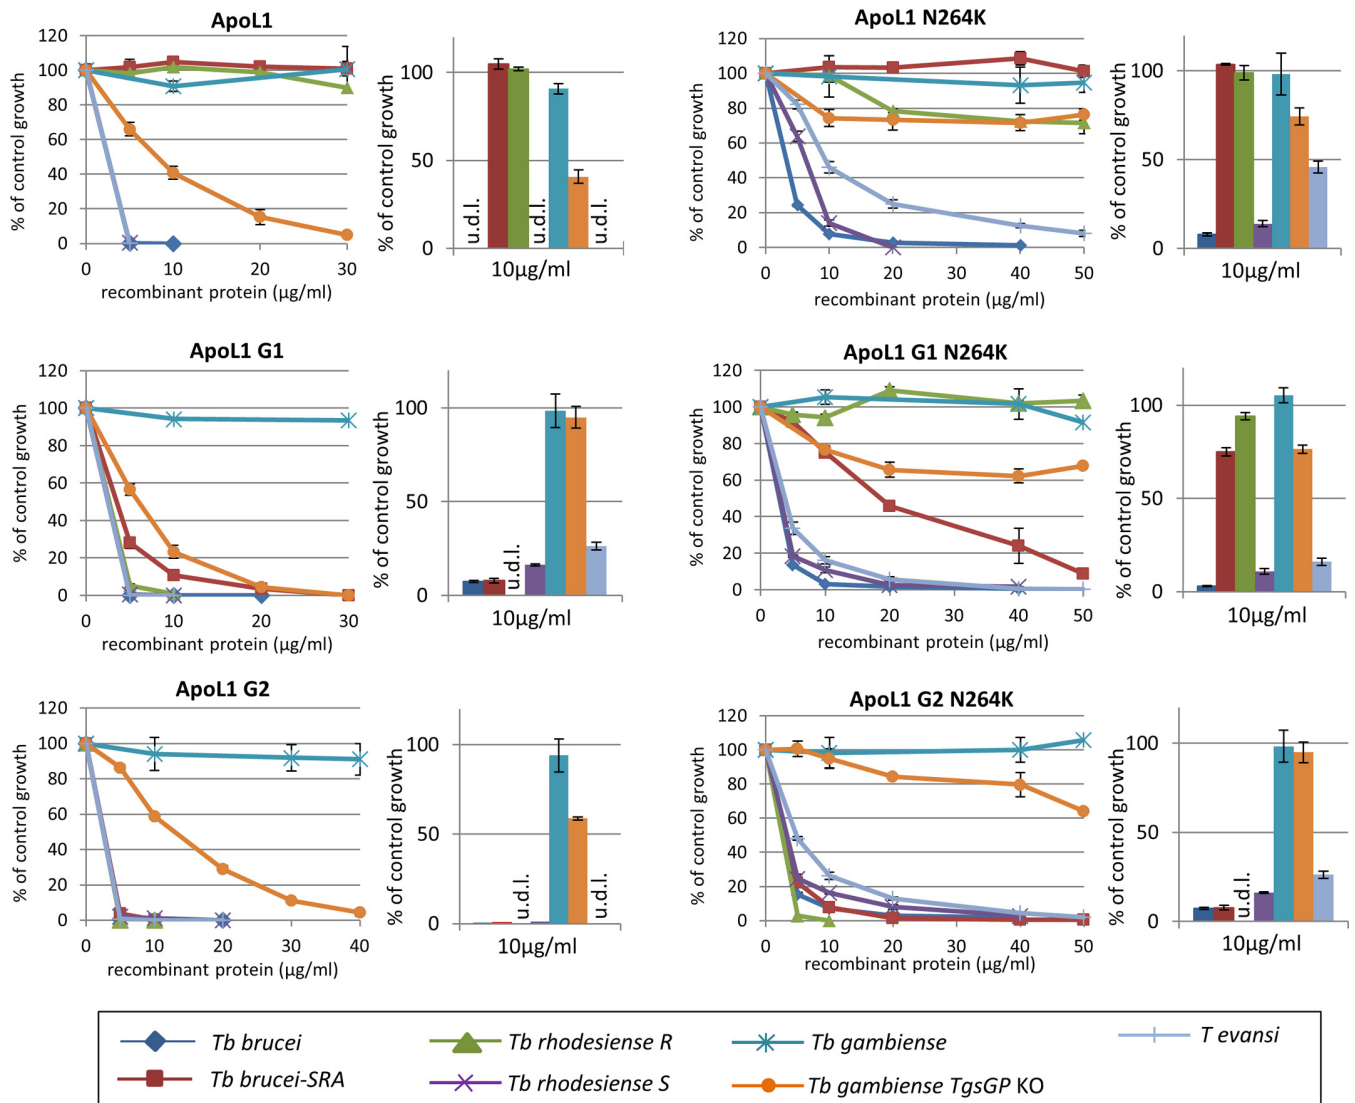 ApoL1
% of control growth
120
100
80
60
40
20
0
0 10 20 30
recombinant protein (µg/ml)
% of control growth
100
50
0
u.d.l. u.d.l. u.d.l.
10µg/ml
ApoL1 N264K
% of control growth
120
100
80
60
40
20
0
0 10 20 30 40 50
recombinant protein (µg/ml)
% of control growth
100
50
0
10µg/ml
ApoL1 G1
% of control growth
120
100
80
60
40
20
0
0 10 20 30
recombinant protein (µg/ml)
% of control growth
100
50
0
u.d.l.
10µg/ml
ApoL1 G1 N264K
% of control growth
120
100
80
60
40
20
0
0 10 20 30 40 50
recombinant protein (µg/ml)
% of control growth
100
50
0
10µg/ml
ApoL1 G2
% of control growth
120
100
80
60
40
20
0
0 10 20 30 40
recombinant protein (µg/ml)
% of control growth
100
50
0
u.d.l. u.d.l.
10µg/ml
ApoL1 G2 N264K
% of control growth
120
100
80
60
40
20
0
0 10 20 30 40 50
recombinant protein (µg/ml)
% of control growth
100
50
0
u.d.l.
10µg/ml
Tb brucei
Tb rhodesiense R
Tb gambiense
T evansi
Tb brucei-SRA
Tb rhodesiense S
Tb gambiense TgsGP KO